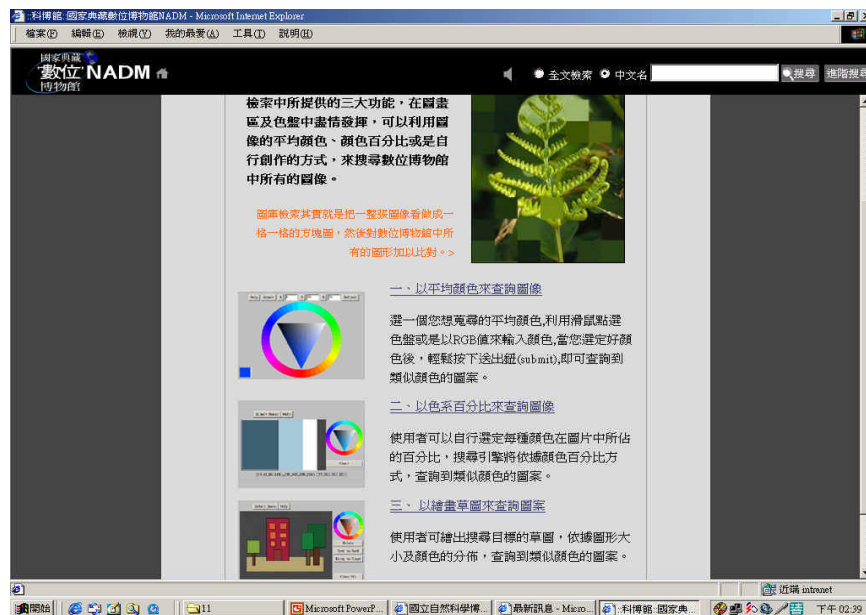 ::科博館::國家典藏數位博物館NADM - Microsoft Internet Explorer
檔案(F) 編輯(E) 檢視(V) 我的最愛(A) 工具(T) 說明(H)
國家典藏
數位 NADM
博物館
全文檢索 中文名 搜尋 進階搜尋
檢索中所提供的三大功能，在圖畫
區及色盤中盡情發揮，可以利用圖
像的平均顏色、顏色百分比或是自
行創作的方式，來搜尋數位博物館
中所有的圖像。
圖庫檢索其實就是把一整張圖像看做成一
格一格的方塊圖，然後對數位博物館中所
有的圖形加以比對。>
一、以平均顏色來查詢圖像
選一個您想蒐尋的平均顏色,利用滑鼠點選
色盤或是以RGB值來輸入顏色,當您選定好顏
色後，輕鬆按下送出鈕(submit),即可查詢到
類似顏色的圖案。
二、以色系百分比來查詢圖像
使用者可以自行選定每種顏色在圖片中所佔
的百分比，搜尋引擎將依據顏色百分比方
式，查詢到類似顏色的圖案。
三、 以繪畫草圖來查詢圖案
使用者可繪出搜尋目標的草圖，依據圖形大
小及顏色的分佈，查詢到類似顏色的圖案。
近端 intranet
開始 11 Microsoft PowerP... 國立自然科學博... 最新訊息 - Micro... ::科博館::國家典... 下午 02:39